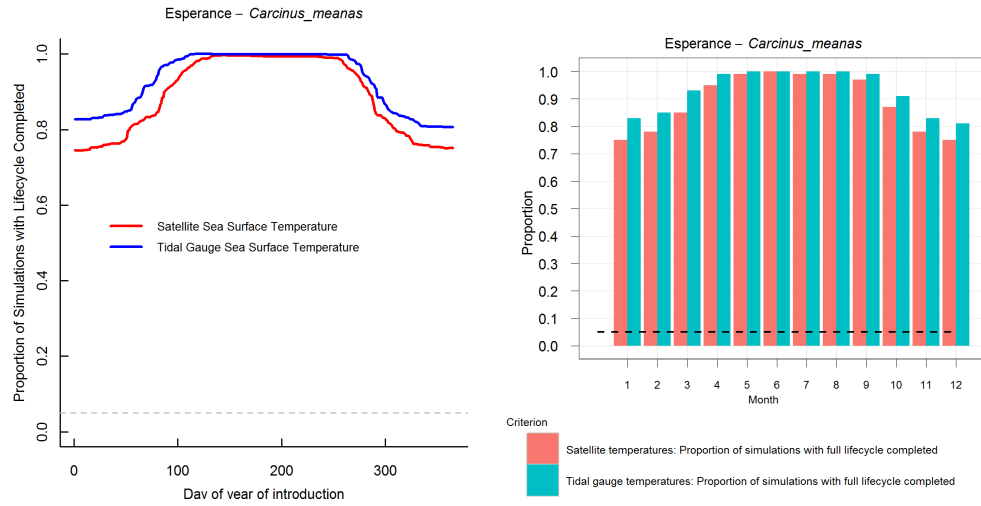 Esperance – Carcinus_meanas
Proportion of Simulations with Lifecycle Completed
1.0
0.8
0.6
0.4
0.2
0.0
Satellite Sea Surface Temperature
Tidal Gauge Sea Surface Temperature
0 100 200 300
Day of year of introduction
Esperance – Carcinus_meanas
Proportion
1.0
0.9
0.8
0.7
0.6
0.5
0.4
0.3
0.2
0.1
0.0
1 2 3 4 5 6 7 8 9 10 11 12
Month
Criterion
Satellite temperatures: Proportion of simulations with full lifecycle completed
Tidal gauge temperatures: Proportion of simulations with full lifecycle completed